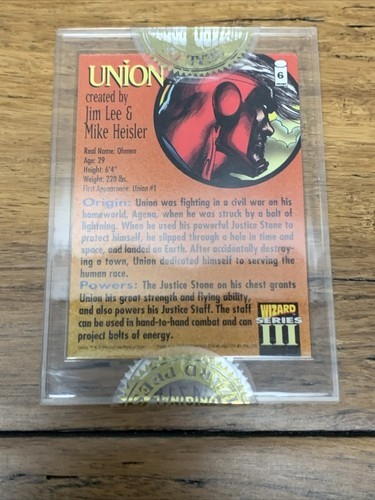 UNION
created by
Jim Lee &
Mike Heisler
6
Real Name: Ohmen
Age: 29
Height: 6'4"
Weight: 220 lbs.
First Appearance: Union #1
Origin: Union was fighting in a civil war on his
homeworld, Agena, when he was struck by a bolt of
lightning. When he used his powerful Justice Stone to
protect himself, he slipped through a hole in time and
space, and landed on Earth. After accidentally destroy-
ing a town, Union dedicated himself to serving the
human race.
Powers: The Justice Stone on his chest grants
Union his great strength and flying ability,
and also powers his Justice Staff. The staff
can be used in hand-to-hand combat and can
project bolts of energy.
WIZARD
SERIES
III
ORIGINAL